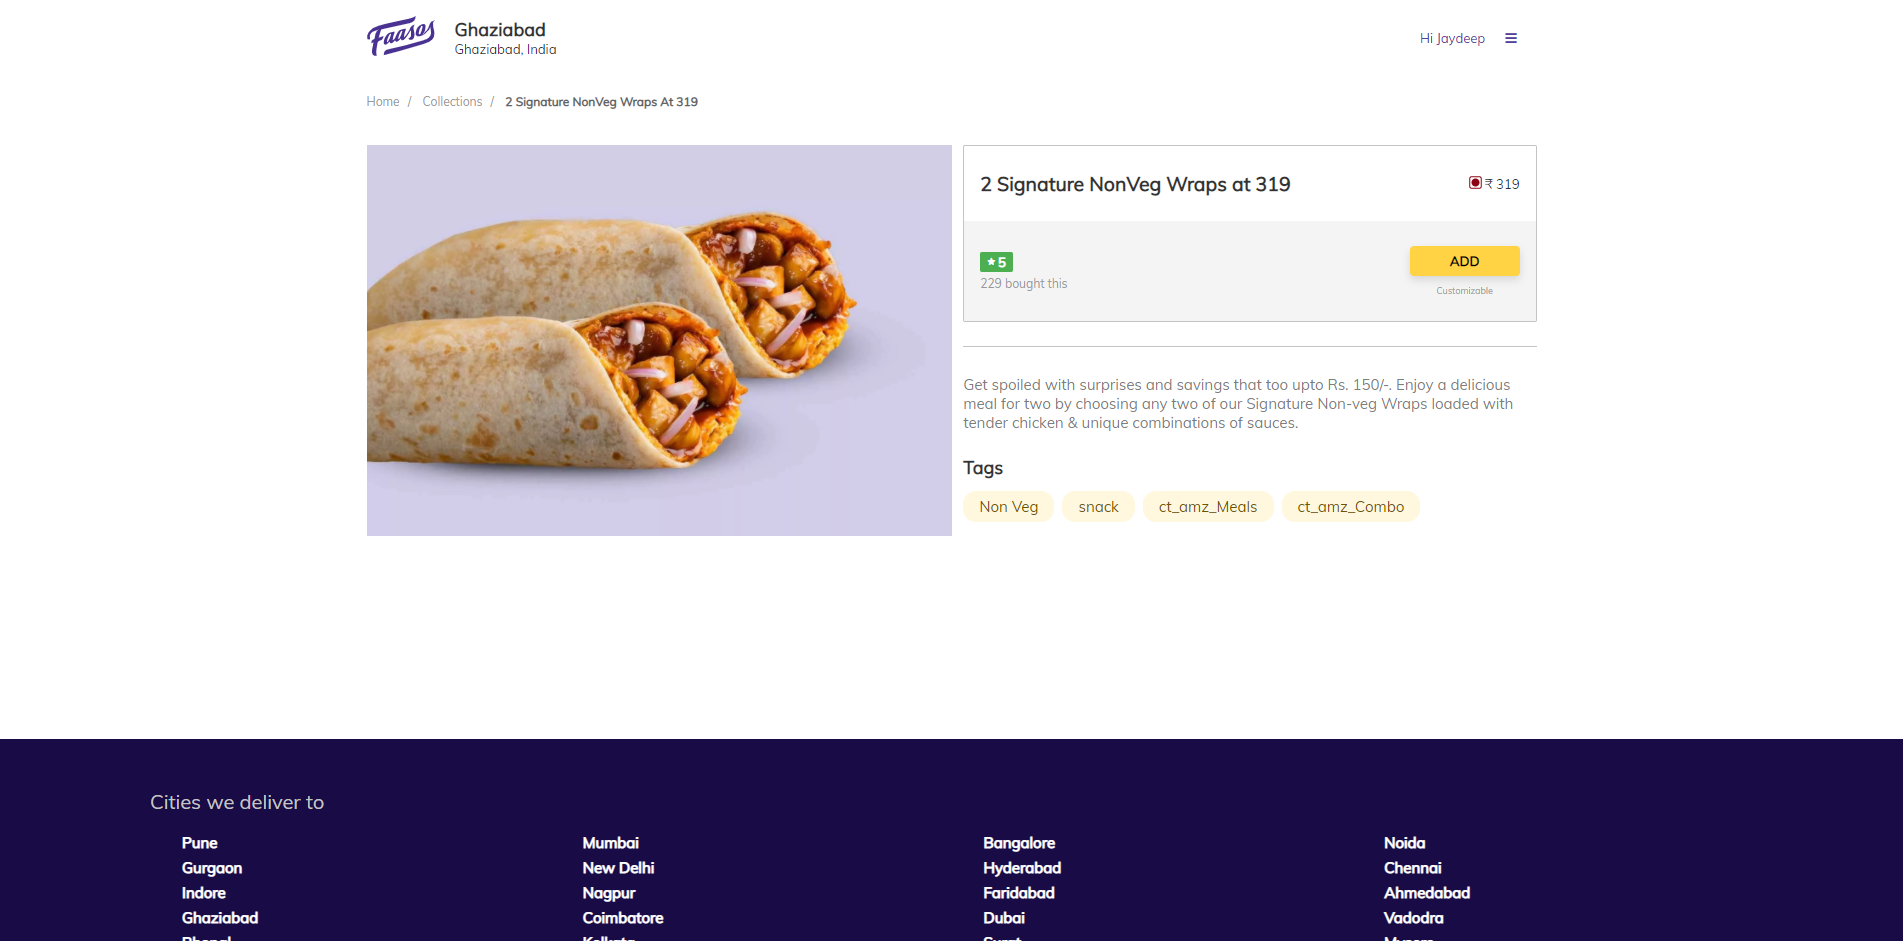 Faasos
Ghaziabad
Ghaziabad, India
Hi Jaydeep
Home / Collections / 2 Signature NonVeg Wraps At 319
2 Signature NonVeg Wraps at 319
₹ 319
5
229 bought this
ADD
Customizable
Get spoiled with surprises and savings that too upto Rs. 150/-. Enjoy a delicious
meal for two by choosing any two of our Signature Non-veg Wraps loaded with
tender chicken & unique combinations of sauces.
Tags
Non Veg snack ct_amz_Meals ct_amz_Combo
Cities we deliver to
Pune Mumbai Bangalore Noida
Gurgaon New Delhi Hyderabad Chennai
Indore Nagpur Faridabad Ahmedabad
Ghaziabad Coimbatore Dubai Vadodra